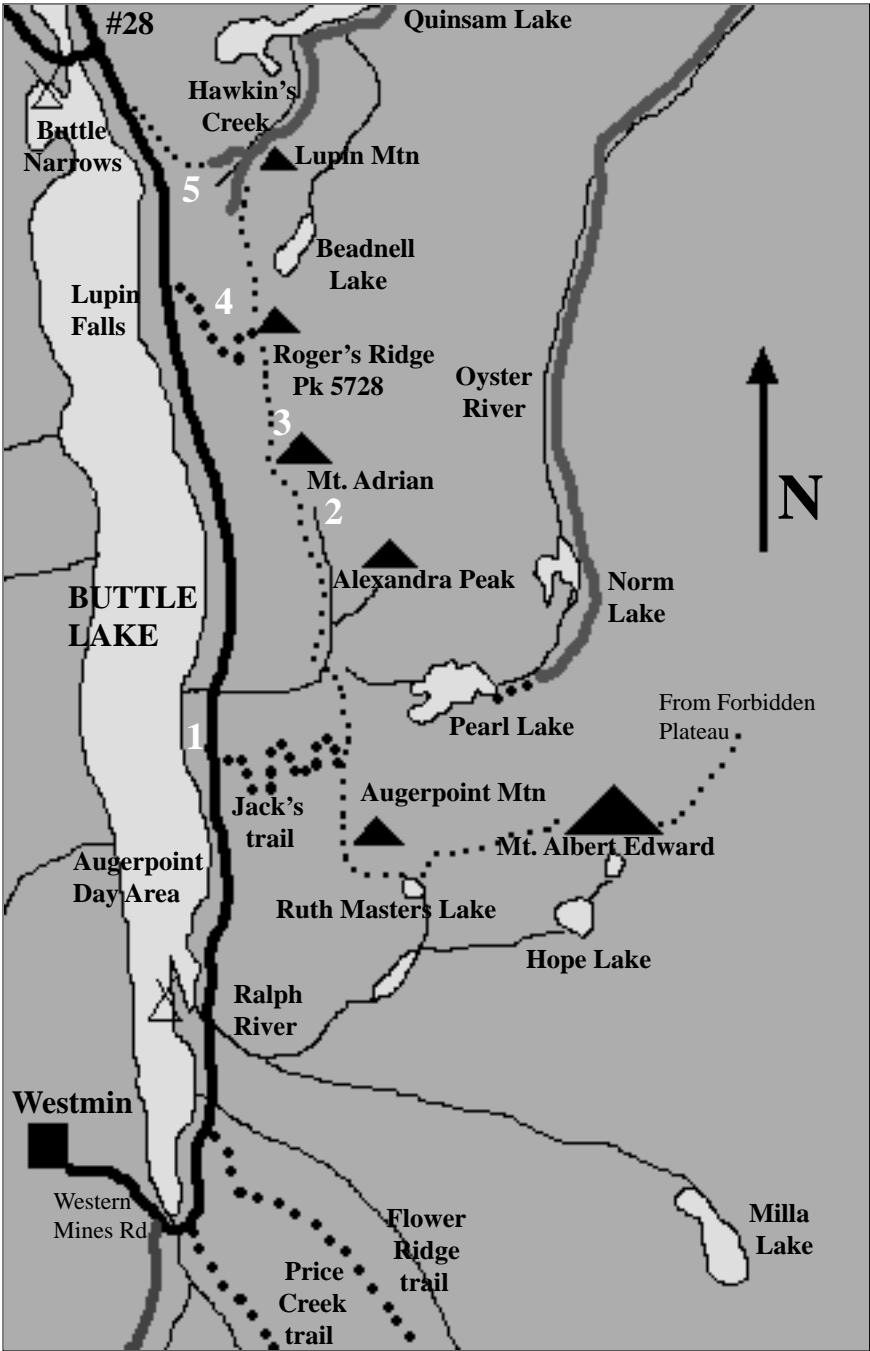 #28
Quinsam Lake
Hawkin's
Creek
Buttle
Narrows
Lupin Mtn
5
Beadnell
Lake
Lupin
Falls
4
Roger's Ridge
Pk 5728
Oyster
River
3
Mt. Adrian
2
N
Alexandra Peak
Norm
Lake
BUTTLE
LAKE
From Forbidden
Plateau
Pearl Lake
1
Jack's
trail
Augerpoint Mtn
Mt. Albert Edward
Augerpoint
Day Area
Ruth Masters Lake
Hope Lake
Ralph
River
Westmin
Western
Mines Rd
Flower
Ridge
trail
Milla
Lake
Price
Creek
trail